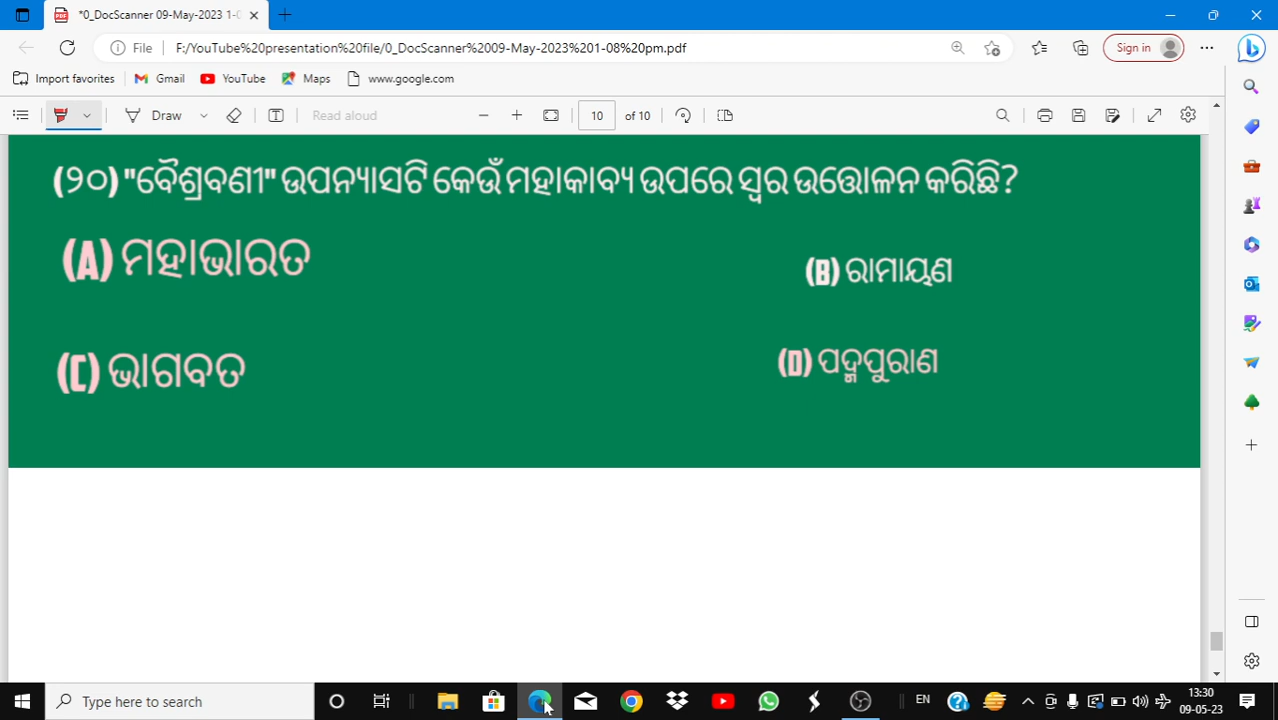 *0_DocScanner 09-May-2023 1-0
File F:/YouTube%20presentation%20file/0_DocScanner%2009-May-2023%201-08%20pm.pdf
Sign in
Import favorites Gmail YouTube Maps www.google.com
Draw Read aloud 10 of 10
(୨୦) "ବୈଶ୍ରବଣୀ" ଉପନ୍ୟାସଟି କେଉଁ ମହାକାବ୍ୟ ଉପରେ ସ୍ୱର ଉତ୍ତୋଳନ କରିଛି?
(A) ମହାଭାରତ
(B) ରାମାୟଣ
(C) ଭାଗବତ
(D) ପଦ୍ମପୁରାଣ
Type here to search
EN
13:30
09-05-23